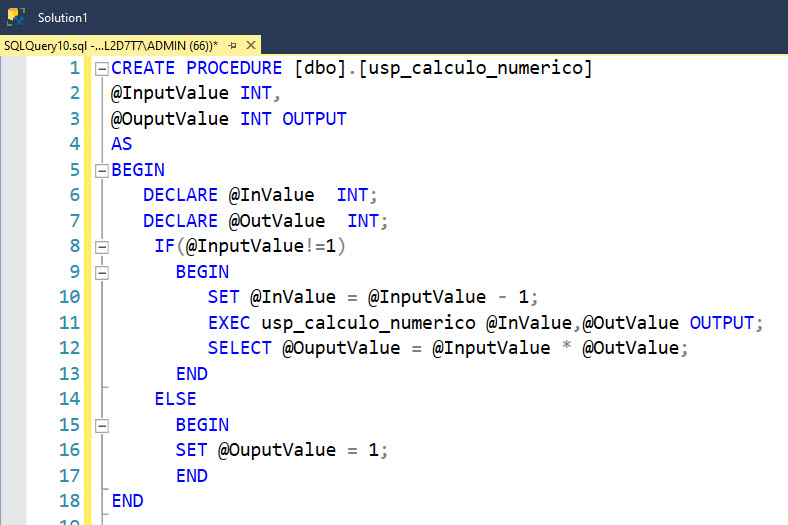 Solution1
SQLQuery10.sql -...L2D7T7\ADMIN (66))*
1 CREATE PROCEDURE [dbo].[usp_calculo_numerico]
2 @InputValue INT,
3 @OuputValue INT OUTPUT
4 AS
5 BEGIN
6 DECLARE @InValue  INT;
7 DECLARE @OutValue  INT;
8 IF(@InputValue!=1)
9 BEGIN
10 SET @InValue = @InputValue - 1;
11 EXEC usp_calculo_numerico @InValue,@OutValue OUTPUT;
12 SELECT @OuputValue = @InputValue * @OutValue;
13 END
14 ELSE
15 BEGIN
16 SET @OuputValue = 1;
17 END
18 END